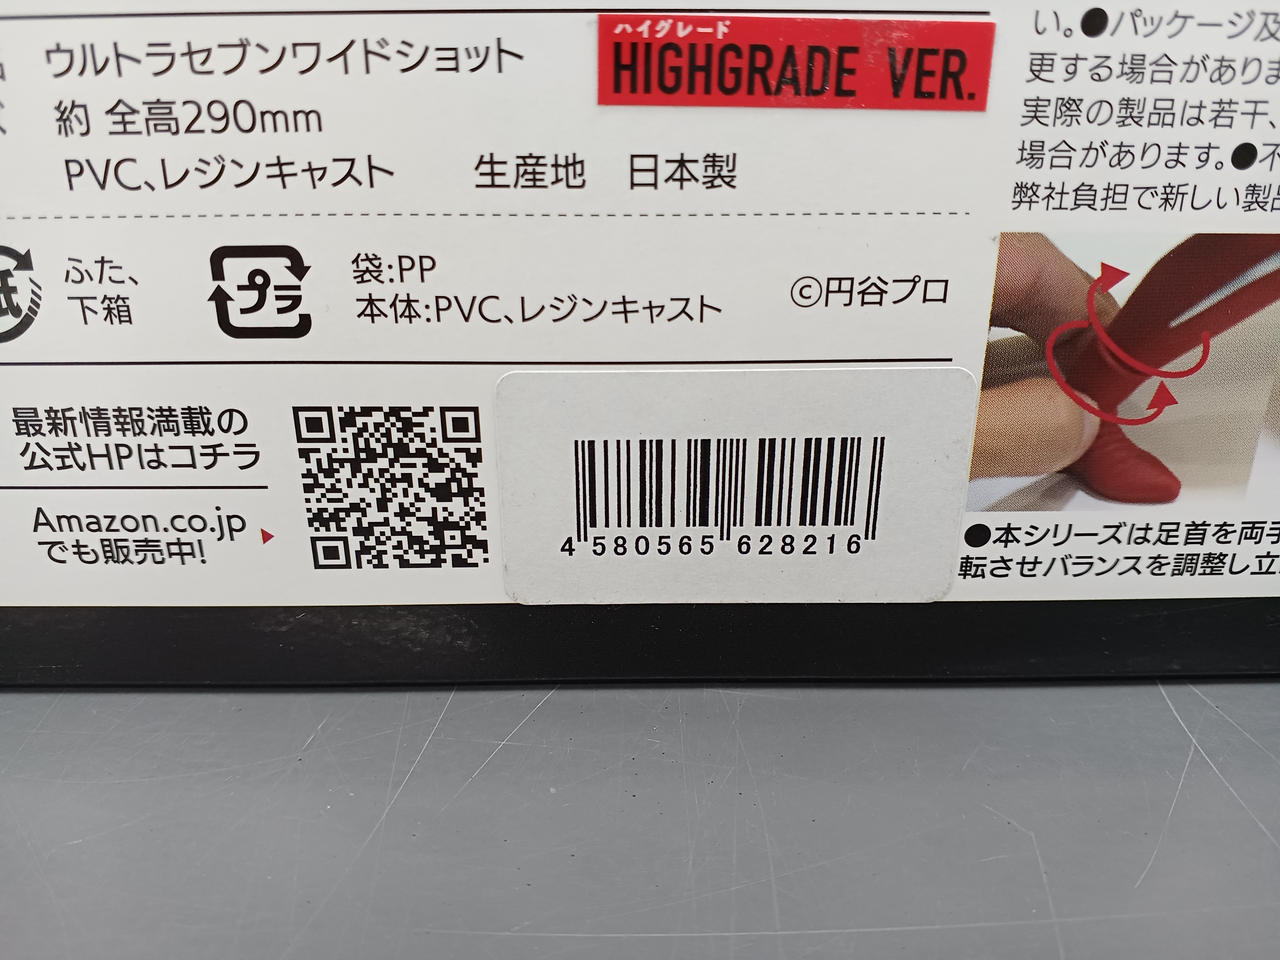 ウルトラセブンワイドショット
ハイグレード
HIGHGRADE VER.
約 全高290mm
PVC、レジンキャスト 生産地 日本製
ふた、
下箱
プラ
袋:PP
本体:PVC、レジンキャスト
©円谷プロ
最新情報満載の
公式HPはコチラ
Amazon.co.jp
でも販売中!
4 580565 628216
い。●パッケージ及
更する場合がありま
実際の製品は若干、
場合があります。●不
弊社負担で新しい製品
●本シリーズは足首を両手
転させバランスを調整し立